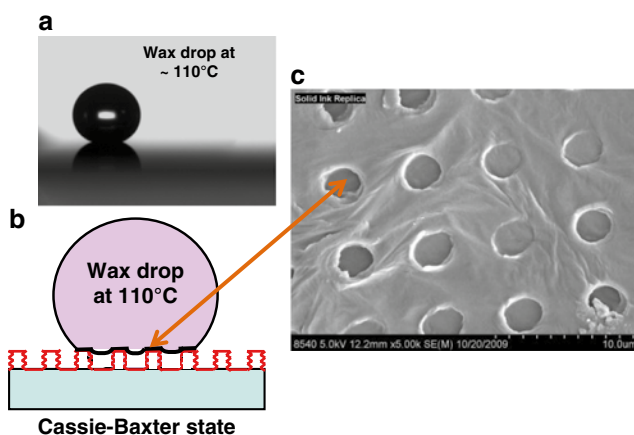 a
Wax drop at
~ 110°C
c
Solid Ink Replica
b
Wax drop
at 110°C
8540 5.0kV 12.2mm x5.00k SE(M) 10/20/2009
10.0um
Cassie-Baxter state